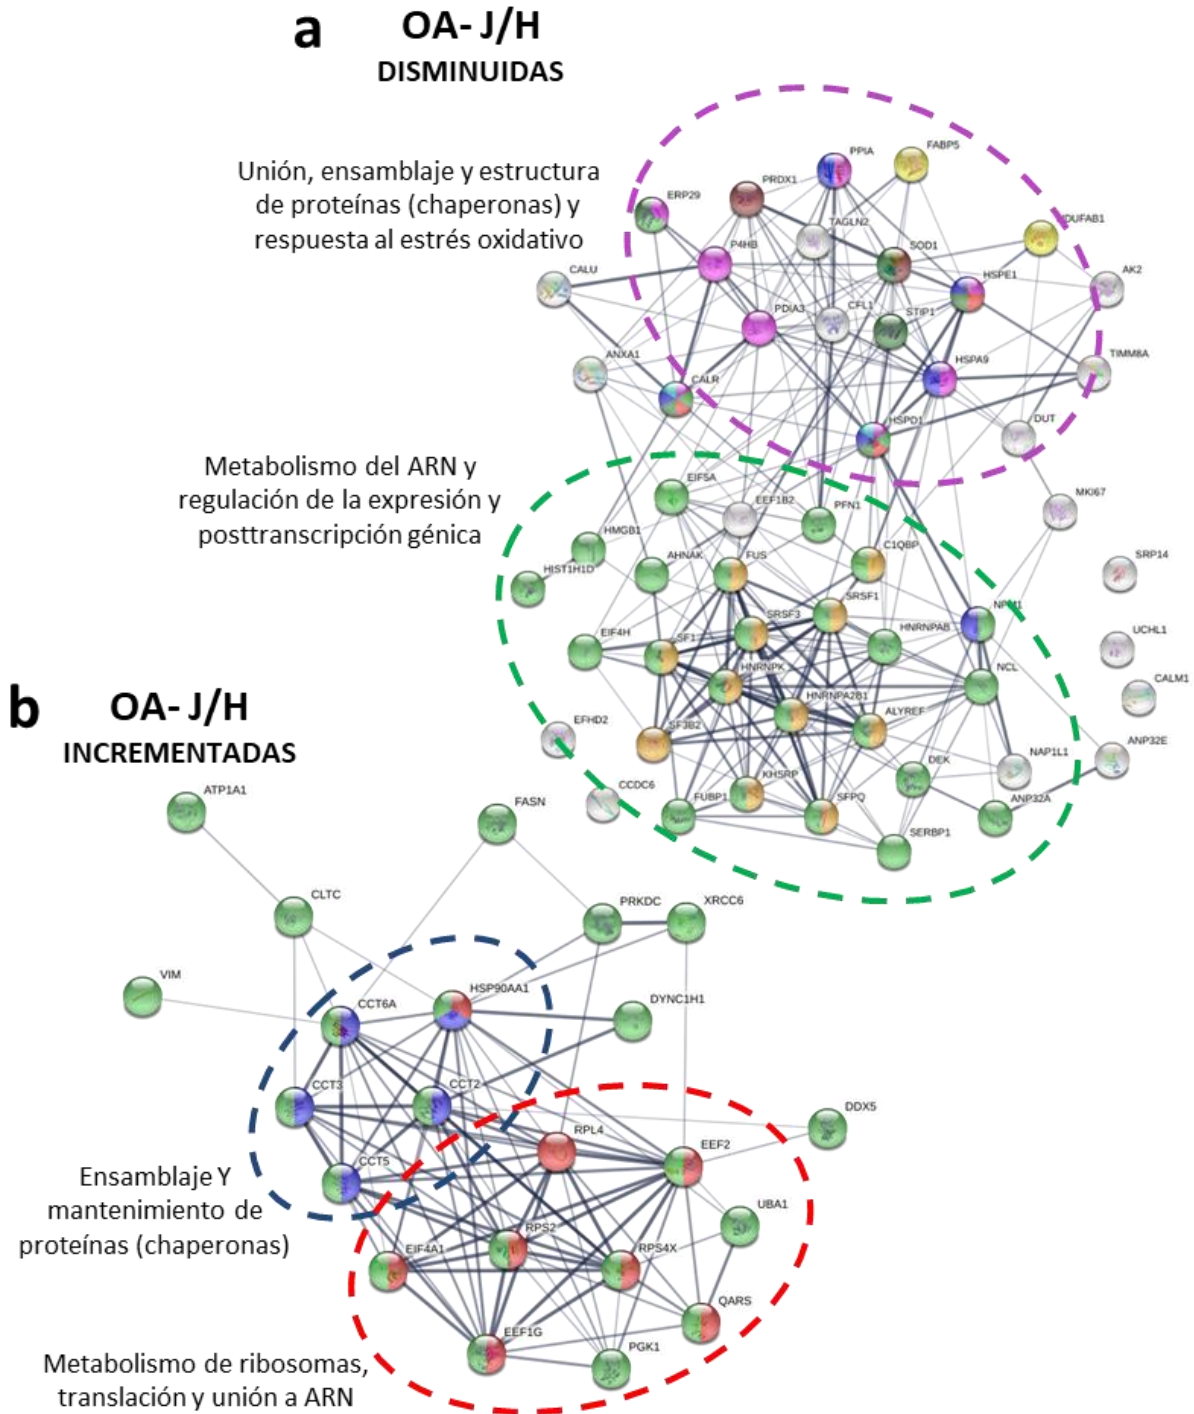 a OA- J/H
DISMINUIDAS
Unión, ensamblaje y estructura
de proteínas (chaperonas) y
respuesta al estrés oxidativo
PPIA
FABP5
PRDX1
ERP29
TAGLN2
DUFAB1
P4HB
SOD1
CALU
HSPE1
AK2
PDIA3
CFL1
STIP1
ANXA1
HSPA9
TIMM8A
CALR
HSPD1
DUT
Metabolismo del ARN y
regulación de la expresión y
posttranscripción génica
EIF5A
EEF1B2
PFN1
MKI67
HMGB1
AHNAK
FUS
C1QBP
SRP14
HIST1H1D
SRSF3
SRSF1
NPM1
EIF4H
SF1
HNRNPAB
UCHL1
HNRNPK
NCL
CALM1
HNRNPA2B1
ALYREF
EFHD2
SF3B2
ANP32E
NAP1L1
DEK
KHSRP
CCDC6
FUBP1
SFPQ
ANP32A
SERBP1
b OA- J/H
INCREMENTADAS
ATP1A1
FASN
CLTC
PRKDC
XRCC6
VIM
HSP90AA1
CCT6A
DYNC1H1
CCT3
CCT2
DDX5
RPL4
EEF2
CCT5
Ensamblaje Y
mantenimiento de
proteínas (chaperonas)
UBA1
RPS2
EIF4A1
RPS4X
QARS
EEF1G
PGK1
Metabolismo de ribosomas,
translación y unión a ARN